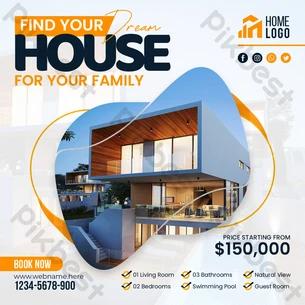 FIND YOUR
Dream
HOUSE
FOR YOUR FAMILY
HOME
LOGO
PRICE STARTING FROM
$150,000
BOOK NOW
www.webname.here
1234-5678-900
01 Living Room
03 Bathrooms
Natural View
02 Bedrooms
Swimming Pool
Guest Room
pikbest